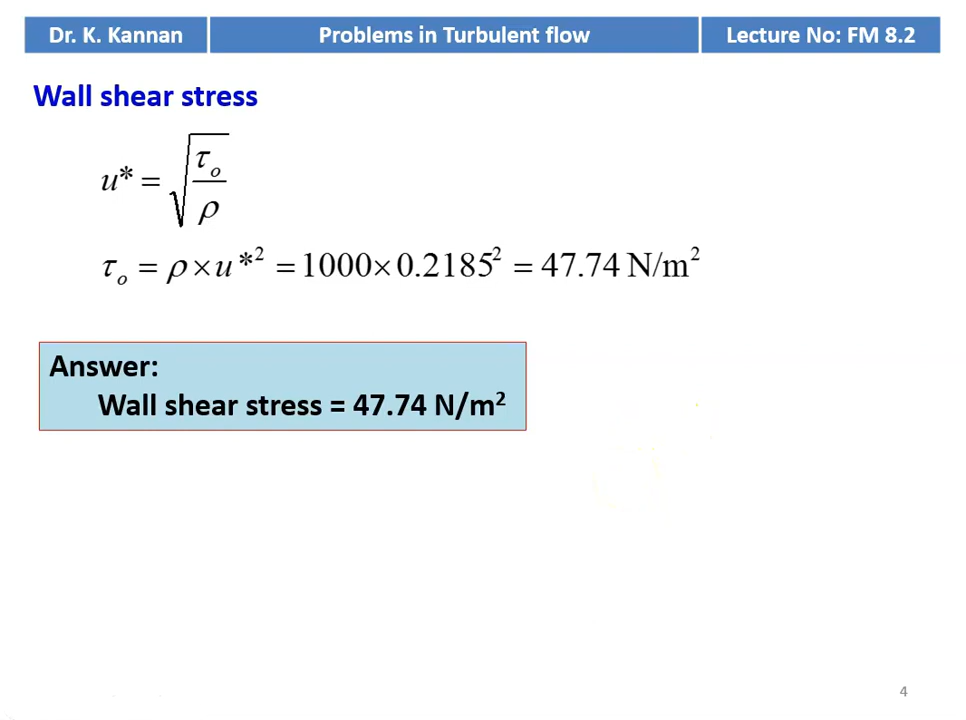 Dr. K. Kannan
Problems in Turbulent flow
Lecture No: FM 8.2
Wall shear stress
u* = √(τₒ/ρ)
τₒ = ρ × u*² = 1000 × 0.2185² = 47.74 N/m²
Answer:
Wall shear stress = 47.74 N/m²
4